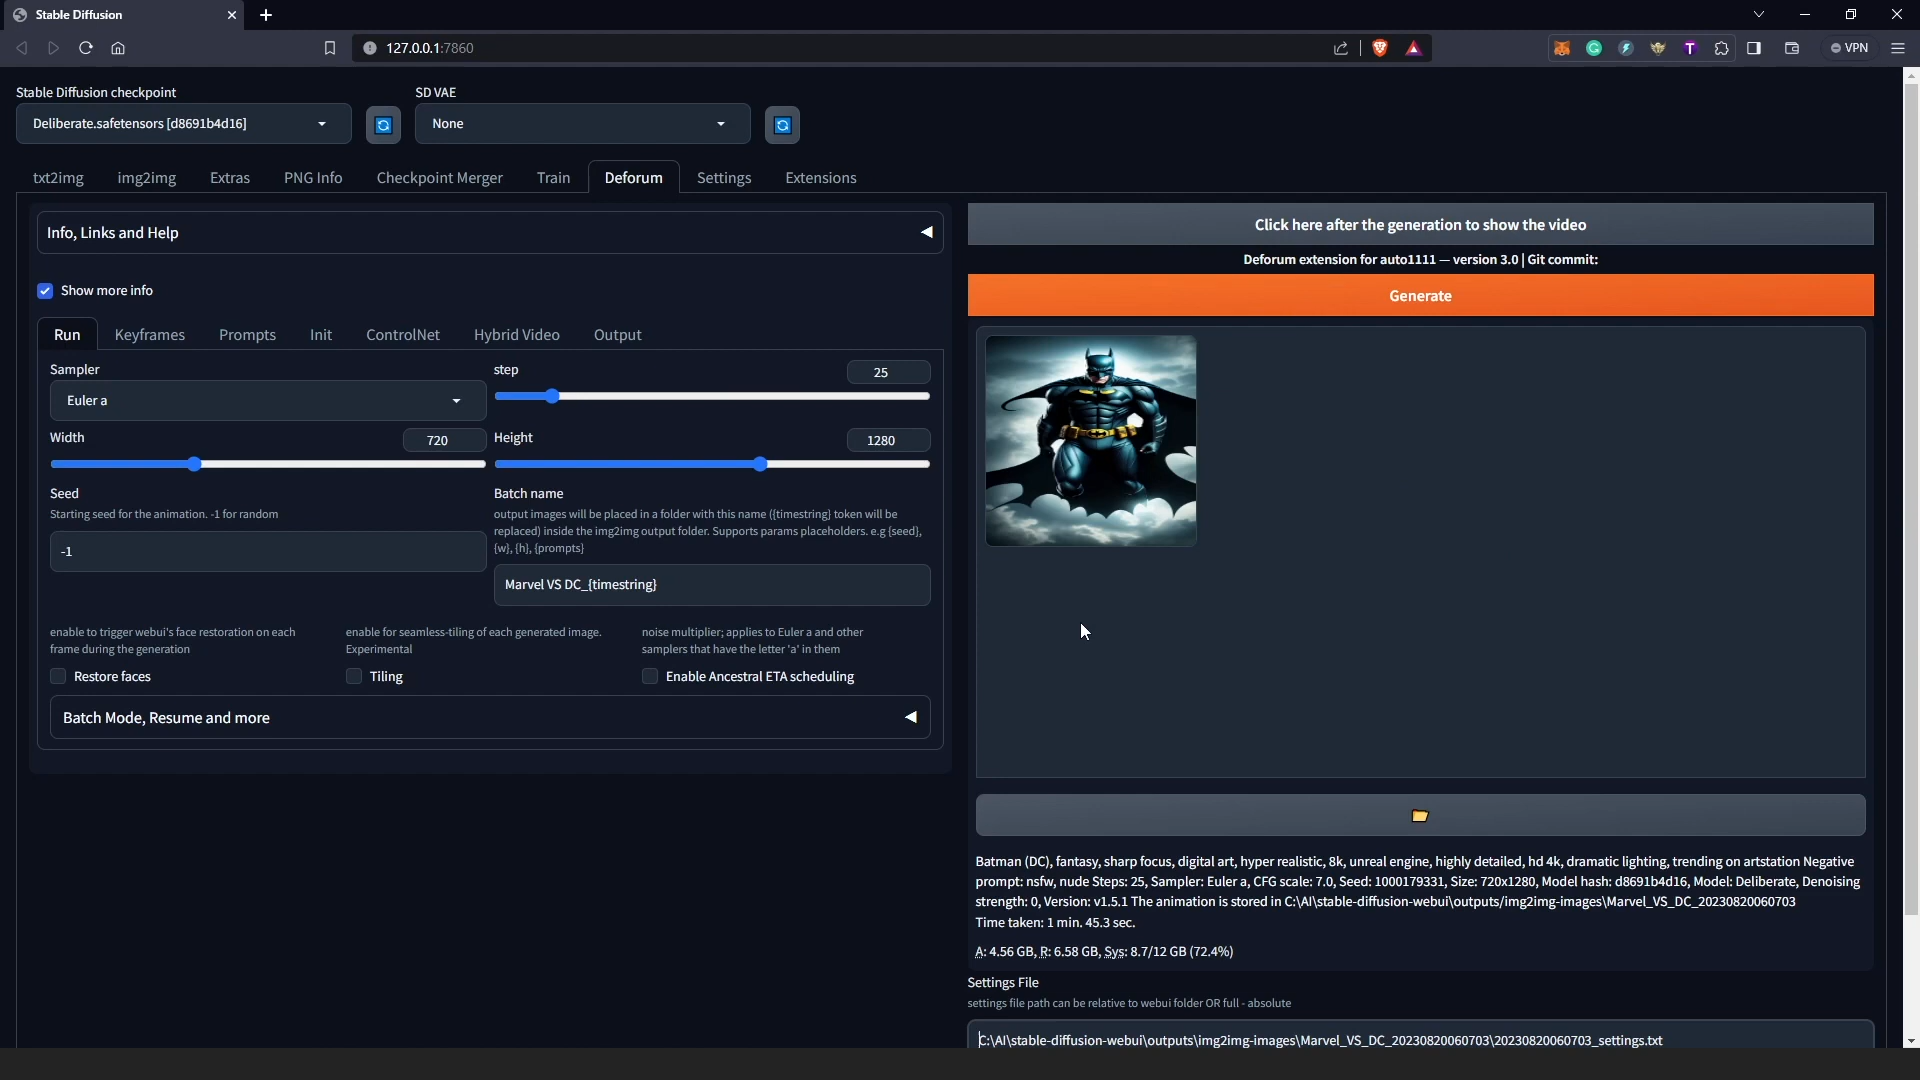 Stable Diffusion
127.0.0.1:7860
VPN
Stable Diffusion checkpoint
SD VAE
Deliberate.safetensors [d8691b4d16]
None
txt2img
img2img
Extras
PNG Info
Checkpoint Merger
Train
Deforum
Settings
Extensions
Info, Links and Help
Show more info
Run
Keyframes
Prompts
Init
ControlNet
Hybrid Video
Output
Sampler
Euler a
step
25
Width
720
Height
1280
Seed
Starting seed for the animation. -1 for random
-1
Batch name
output images will be placed in a folder with this name ({timestring} token will be
replaced) inside the img2img output folder. Supports params placeholders. e.g {seed},
{w}, {h}, {prompts}
Marvel VS DC_{timestring}
enable to trigger webui's face restoration on each
frame during the generation
Restore faces
enable for seamless-tiling of each generated image.
Experimental
Tiling
noise multiplier; applies to Euler a and other
samplers that have the letter 'a' in them
Enable Ancestral ETA scheduling
Batch Mode, Resume and more
Click here after the generation to show the video
Deforum extension for auto1111 — version 3.0 | Git commit:
Generate
Batman (DC), fantasy, sharp focus, digital art, hyper realistic, 8k, unreal engine, highly detailed, hd 4k, dramatic lighting, trending on artstation Negative
prompt: nsfw, nude Steps: 25, Sampler: Euler a, CFG scale: 7.0, Seed: 1000179331, Size: 720x1280, Model hash: d8691b4d16, Model: Deliberate, Denoising
strength: 0, Version: v1.5.1 The animation is stored in C:\AI\stable-diffusion-webui\outputs/img2img-images\Marvel_VS_DC_20230820060703
Time taken: 1 min. 45.3 sec.
A: 4.56 GB, R: 6.58 GB, Sys: 8.7/12 GB (72.4%)
Settings File
settings file path can be relative to webui folder OR full - absolute
C:\AI\stable-diffusion-webui\outputs\img2img-images\Marvel_VS_DC_20230820060703\20230820060703_settings.txt